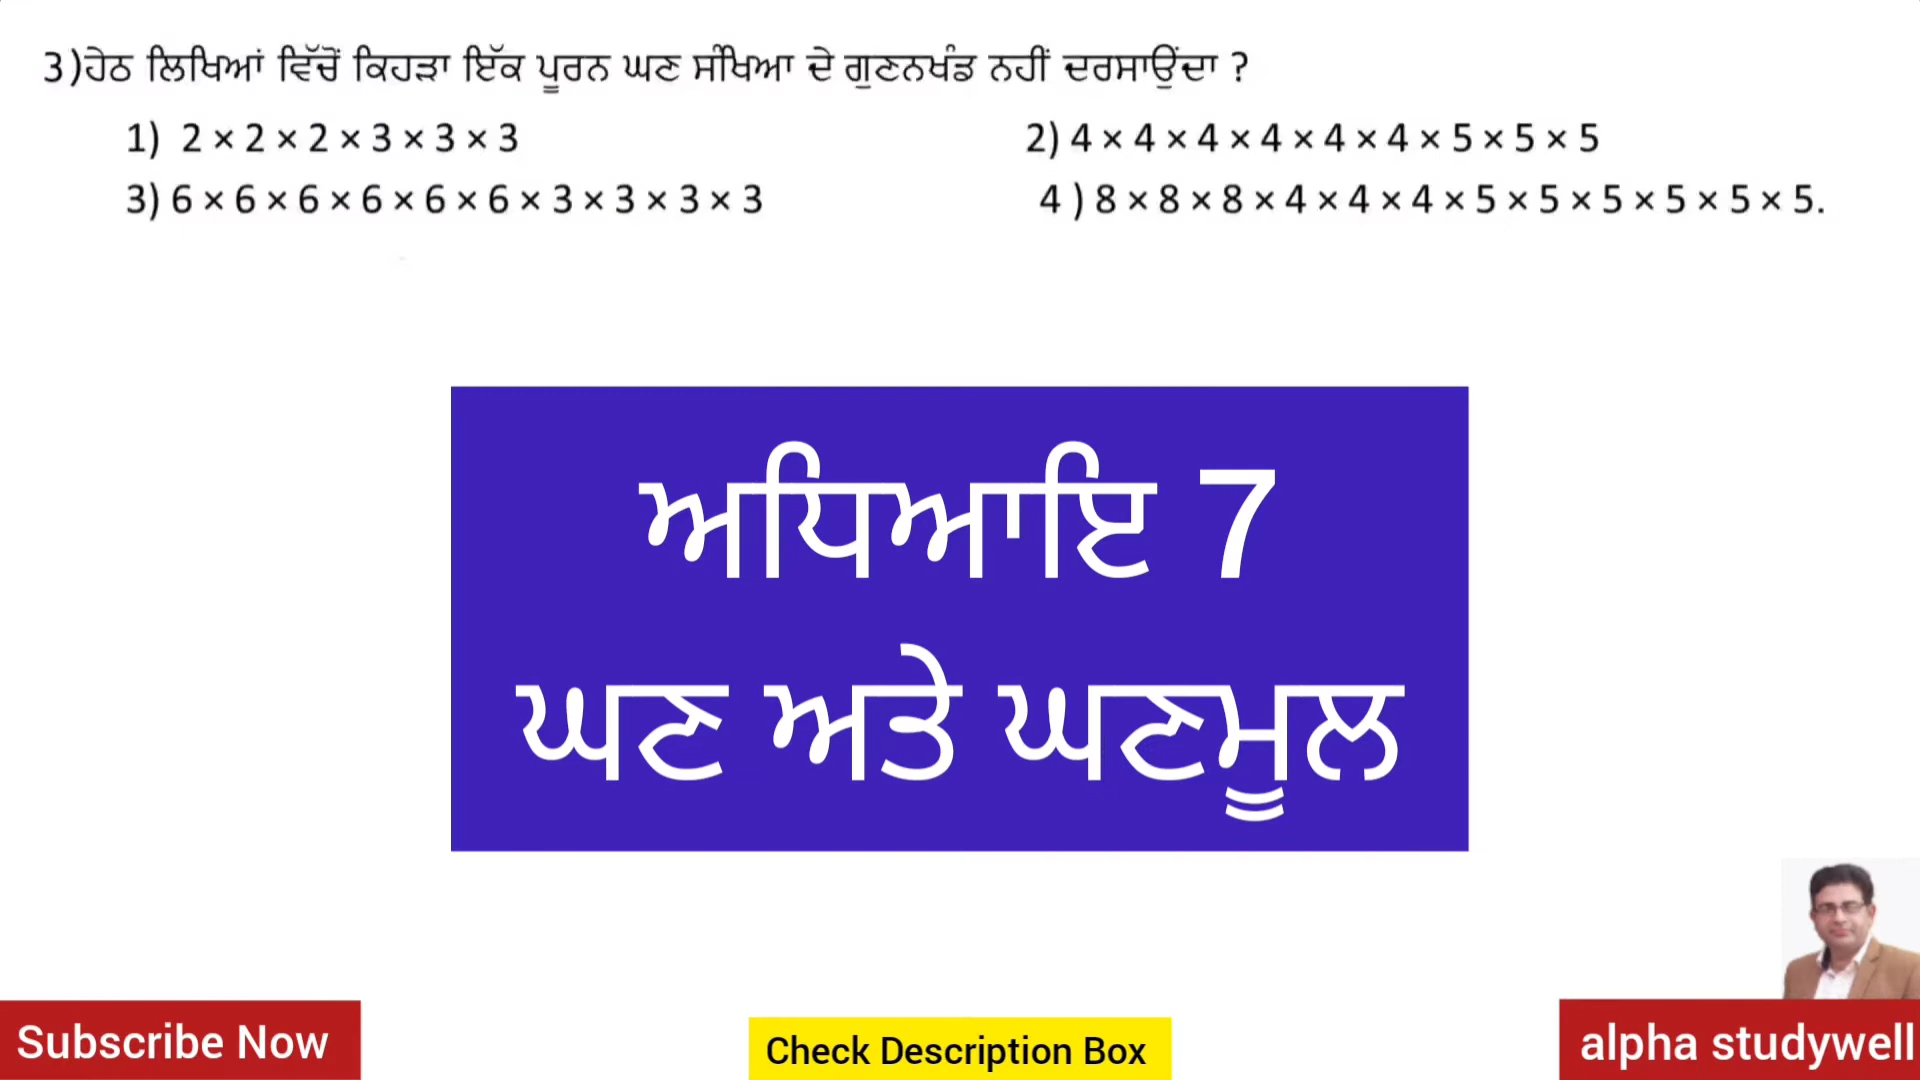 3)ਹੇਠ ਲਿਖਿਆਂ ਵਿੱਚੋਂ ਕਿਹੜਾ ਇੱਕ ਪੂਰਨ ਘਣ ਸੰਖਿਆ ਦੇ ਗੁਣਨਖੰਡ ਨਹੀਂ ਦਰਸਾਉਂਦਾ ?
1) 2 × 2 × 2 × 3 × 3 × 3
2) 4 × 4 × 4 × 4 × 4 × 4 × 5 × 5 × 5
3) 6 × 6 × 6 × 6 × 6 × 6 × 3 × 3 × 3 × 3
4 ) 8 × 8 × 8 × 4 × 4 × 4 × 5 × 5 × 5 × 5 × 5 × 5.
ਅਧਿਆਇ 7
ਘਣ ਅਤੇ ਘਣਮੂਲ
Subscribe Now
Check Description Box
alpha studywell